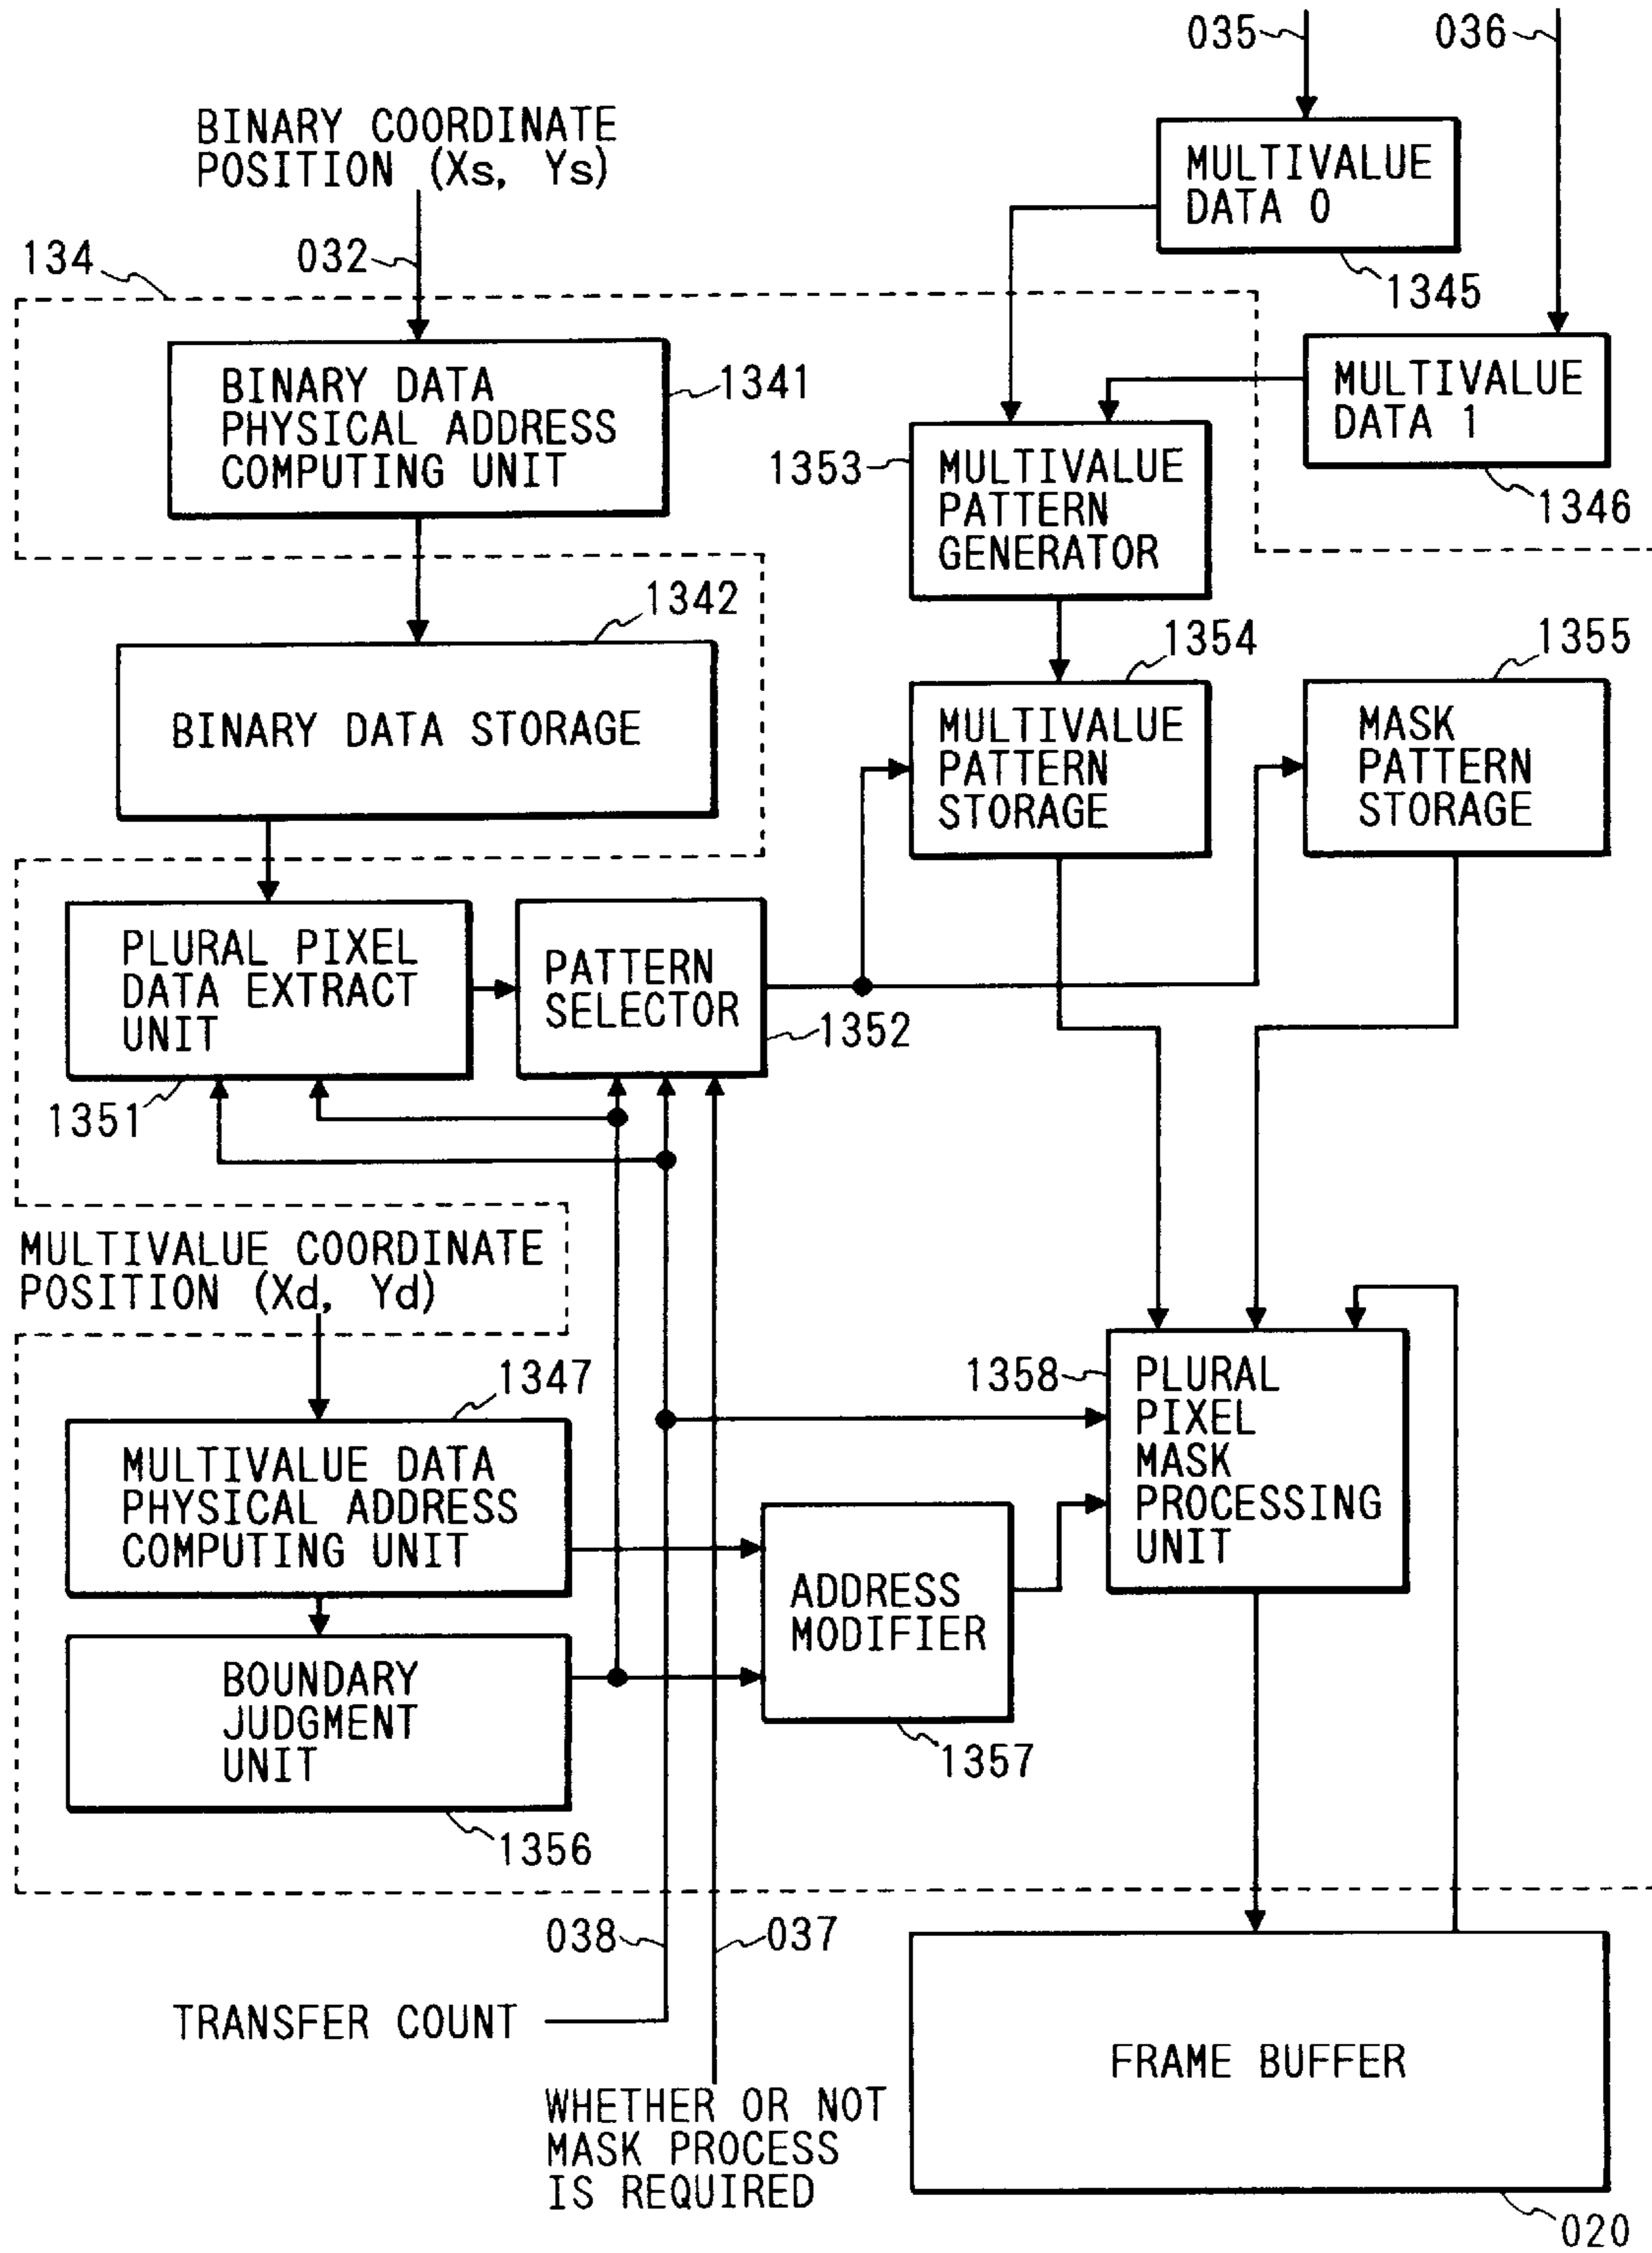 035
036
BINARY COORDINATE
POSITION (Xs, Ys)
MULTIVALUE
DATA 0
134
032
1345
BINARY DATA
PHYSICAL ADDRESS
COMPUTING UNIT
1341
MULTIVALUE
DATA 1
1353
MULTIVALUE
PATTERN
GENERATOR
1346
1342
1354
1355
BINARY DATA STORAGE
MULTIVALUE
PATTERN
STORAGE
MASK
PATTERN
STORAGE
PLURAL PIXEL
DATA EXTRACT
UNIT
PATTERN
SELECTOR
1352
1351
MULTIVALUE COORDINATE
POSITION (Xd, Yd)
1347
1358
PLURAL
PIXEL
MASK
PROCESSING
UNIT
MULTIVALUE DATA
PHYSICAL ADDRESS
COMPUTING UNIT
ADDRESS
MODIFIER
BOUNDARY
JUDGMENT
UNIT
1357
1356
038
037
TRANSFER COUNT
FRAME BUFFER
WHETHER OR NOT
MASK PROCESS
IS REQUIRED
020